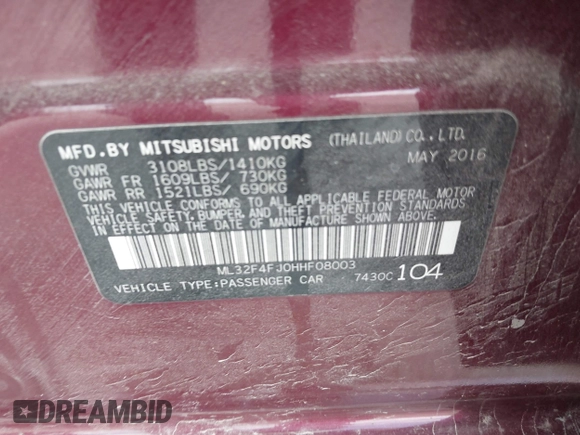 MFD.BY MITSUBISHI MOTORS (THAILAND)CO.,LTD.
GVWR 3108LBS/1410KG MAY 2016
GAWR FR 1609LBS/ 730KG
GAWR RR 1521LBS/ 690KG
THIS VEHICLE CONFORMS TO ALL APPLICABLE FEDERAL MOTOR
VEHICLE SAFETY,BUMPER,AND THEFT PREVENTION STANDARDS
IN EFFECT ON THE DATE OF MANUFACTURE SHOWN ABOVE.
ML32F4FJ0HHF08003
VEHICLE TYPE:PASSENGER CAR 7430C 104
DREAMBID